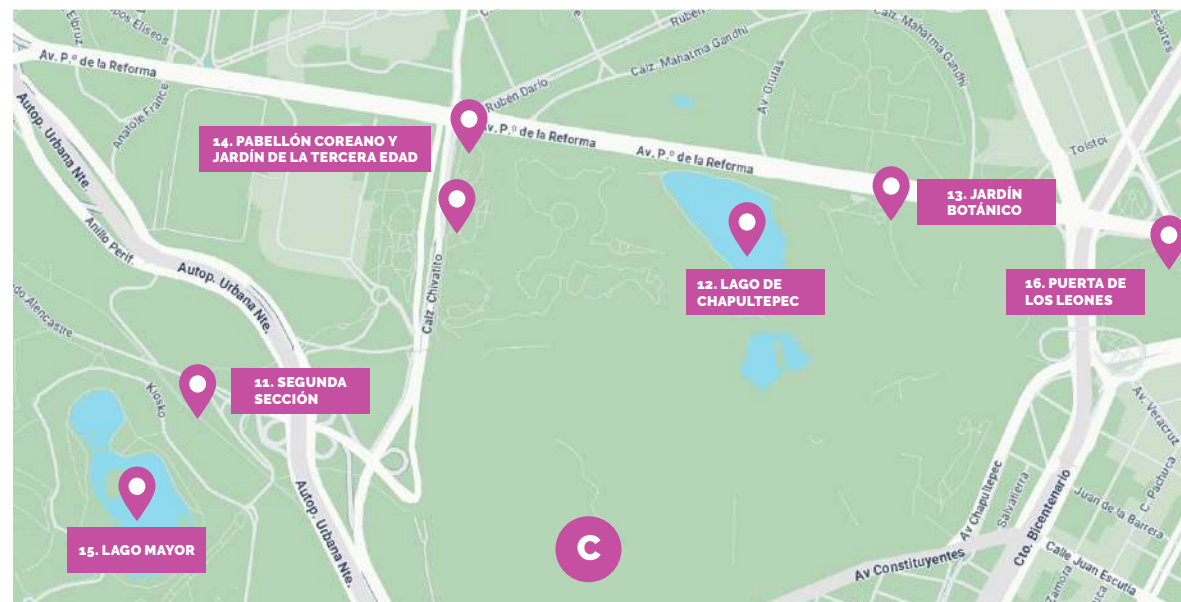 Elbruz
Campos Elíseos
Rubén
Calz. Mahatma Gandhi
Calz. Mahatma Gandhi
Av. P.º de la Reforma
Anatole France
Rubén Darío
Av. Grutas
Autop. Urbana Nte.
14. PABELLÓN COREANO Y
JARDÍN DE LA TERCERA EDAD
Av. P.º de la Reforma
Av. P.º de la Reforma
Tolstoi
13. JARDÍN
BOTÁNICO
Anillo Perif.
Autop. Urbana Nte.
Calz. Chivatito
12. LAGO DE
CHAPULTEPEC
16. PUERTA DE
LOS LEONES
do Alencastre
Kiosko
11. SEGUNDA
SECCIÓN
Av. Veracruz
C. Pachuca
Av Chapultepec
Salvatierra
Juan de la Barrera
Autop. Urbana Nte.
15. LAGO MAYOR
C
Av Constituyentes
Cto. Bicentenario
Calle Juan Escutia
Zamora